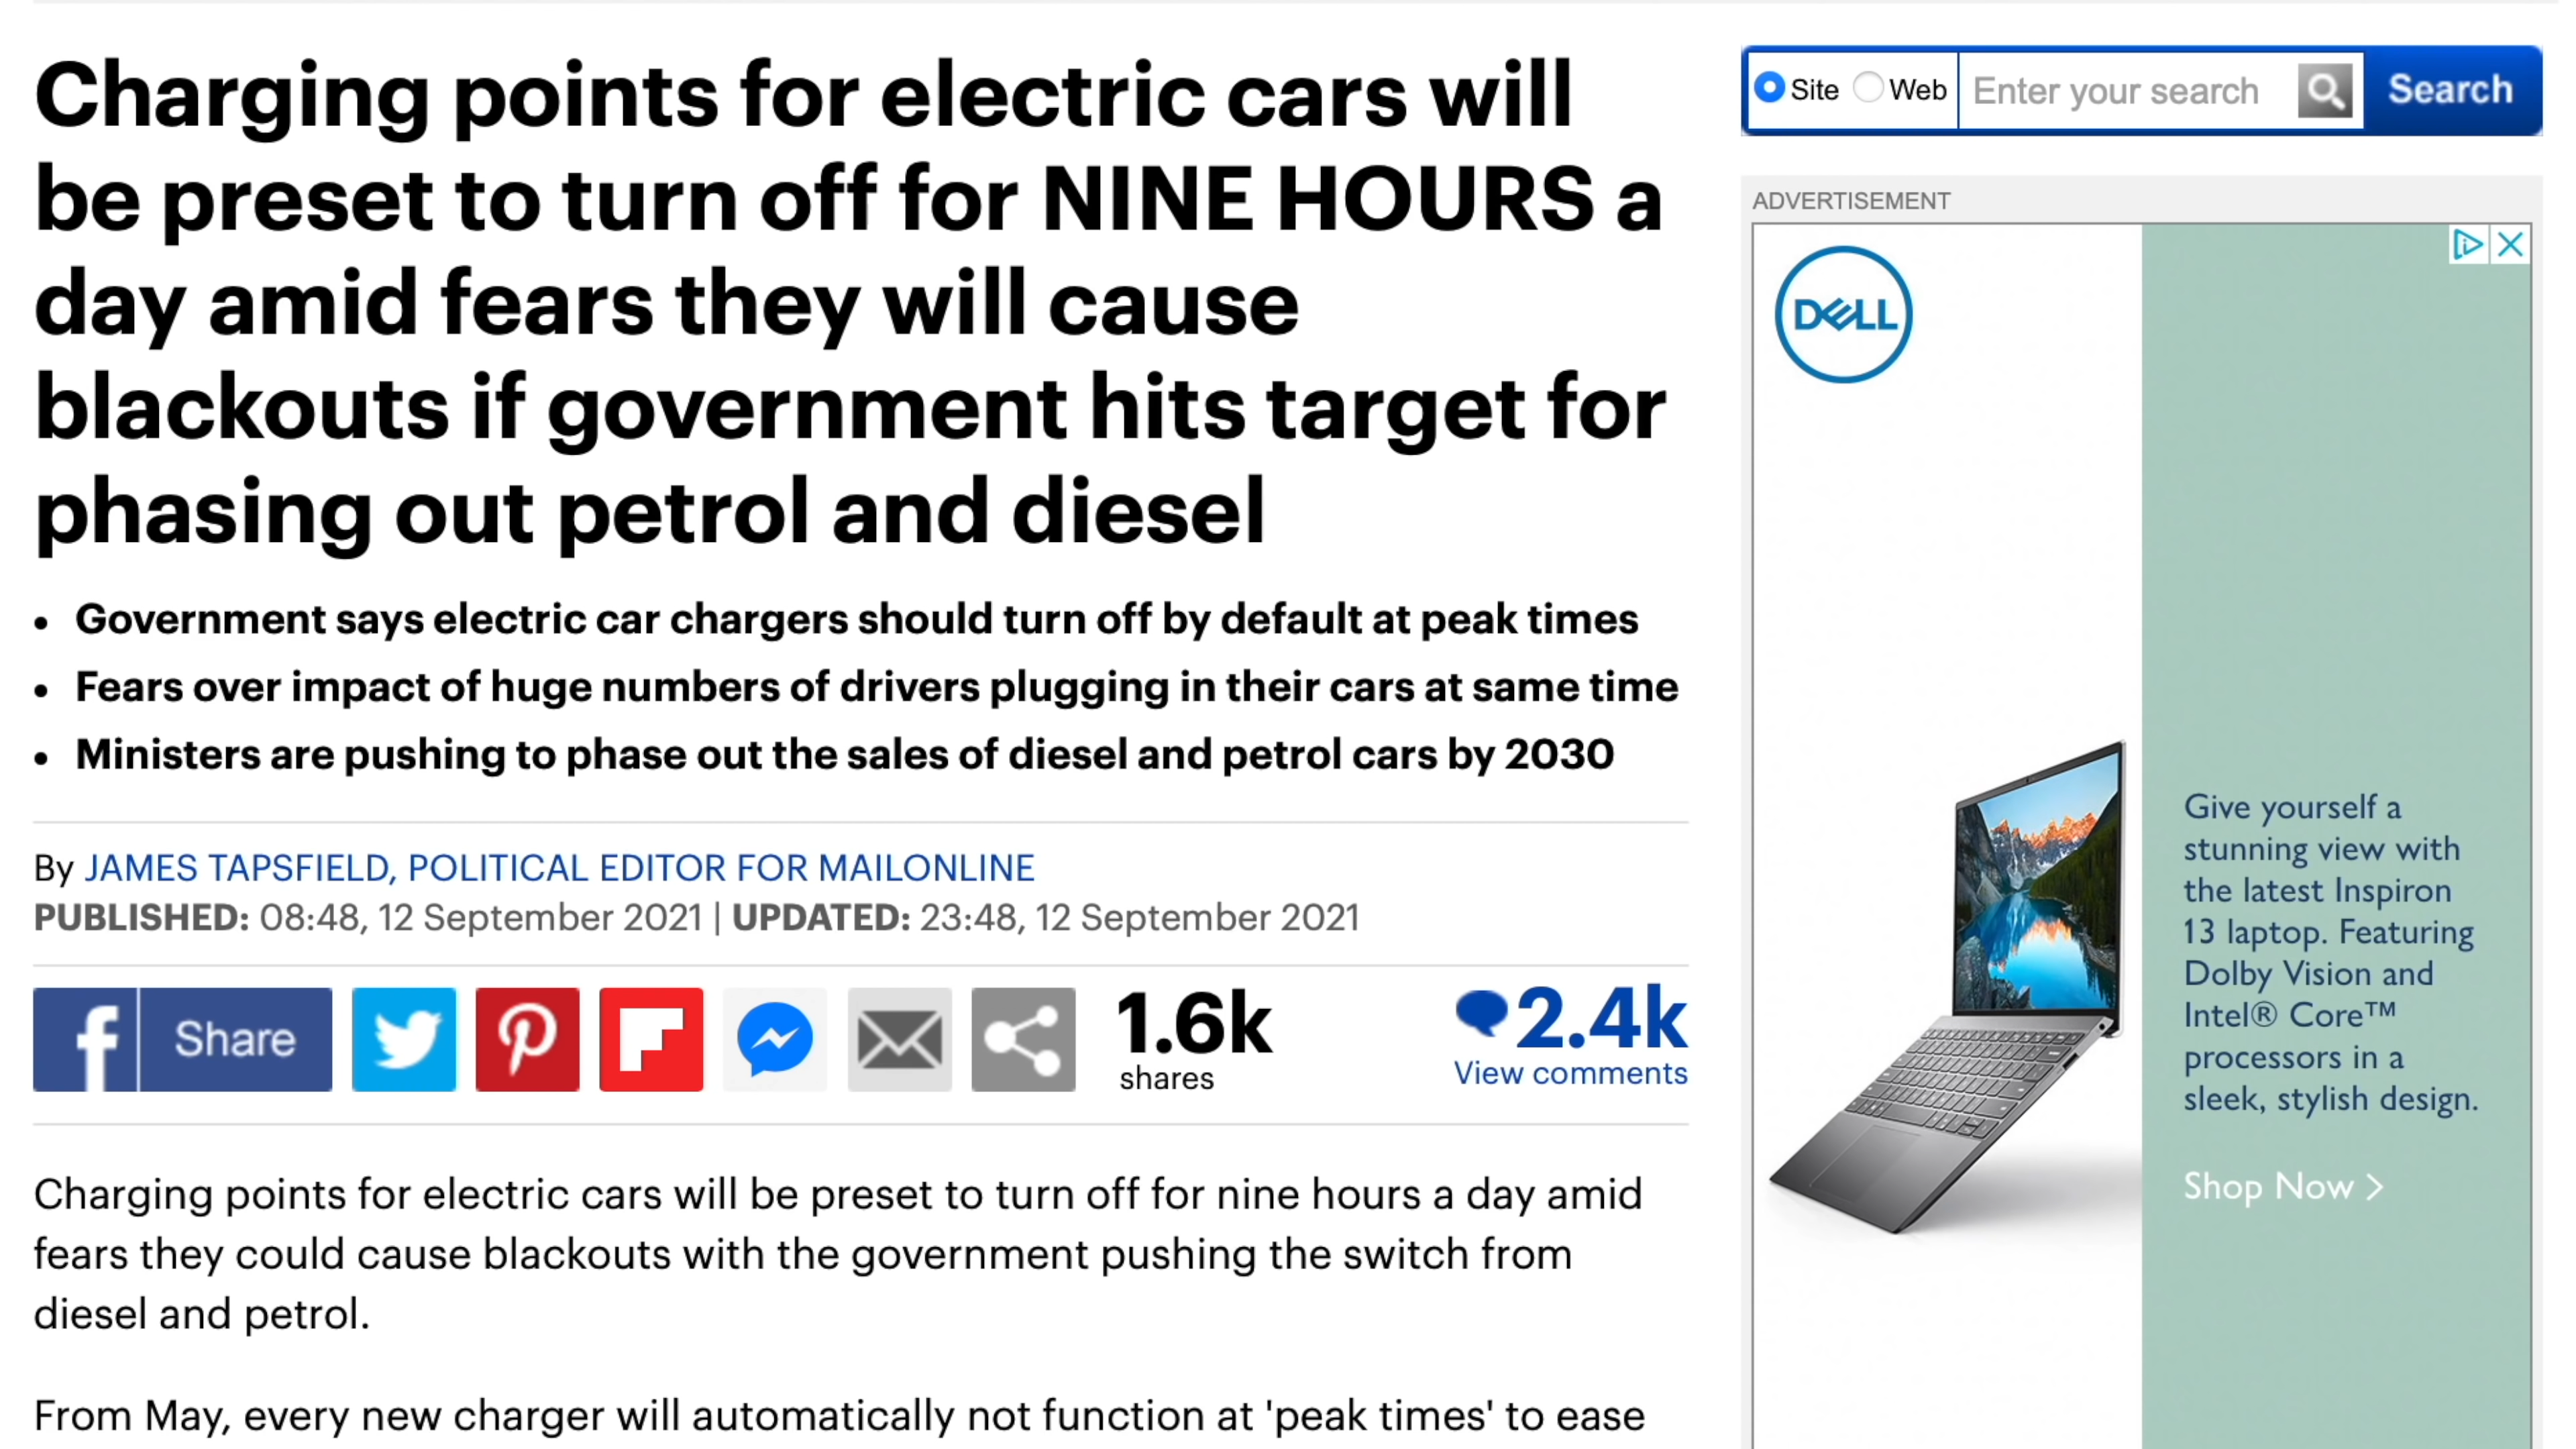 Charging points for electric cars will
be preset to turn off for NINE HOURS a
day amid fears they will cause
blackouts if government hits target for
phasing out petrol and diesel
• Government says electric car chargers should turn off by default at peak times
• Fears over impact of huge numbers of drivers plugging in their cars at same time
• Ministers are pushing to phase out the sales of diesel and petrol cars by 2030
By JAMES TAPSFIELD, POLITICAL EDITOR FOR MAILONLINE
PUBLISHED: 08:48, 12 September 2021 | UPDATED: 23:48, 12 September 2021
f Share
1.6k
shares
2.4k
View comments
Charging points for electric cars will be preset to turn off for nine hours a day amid
fears they could cause blackouts with the government pushing the switch from
diesel and petrol.
From May, every new charger will automatically not function at 'peak times' to ease
Site Web Enter your search Search
ADVERTISEMENT
DELL
Give yourself a
stunning view with
the latest Inspiron
13 laptop. Featuring
Dolby Vision and
Intel® Core™
processors in a
sleek, stylish design.
Shop Now >